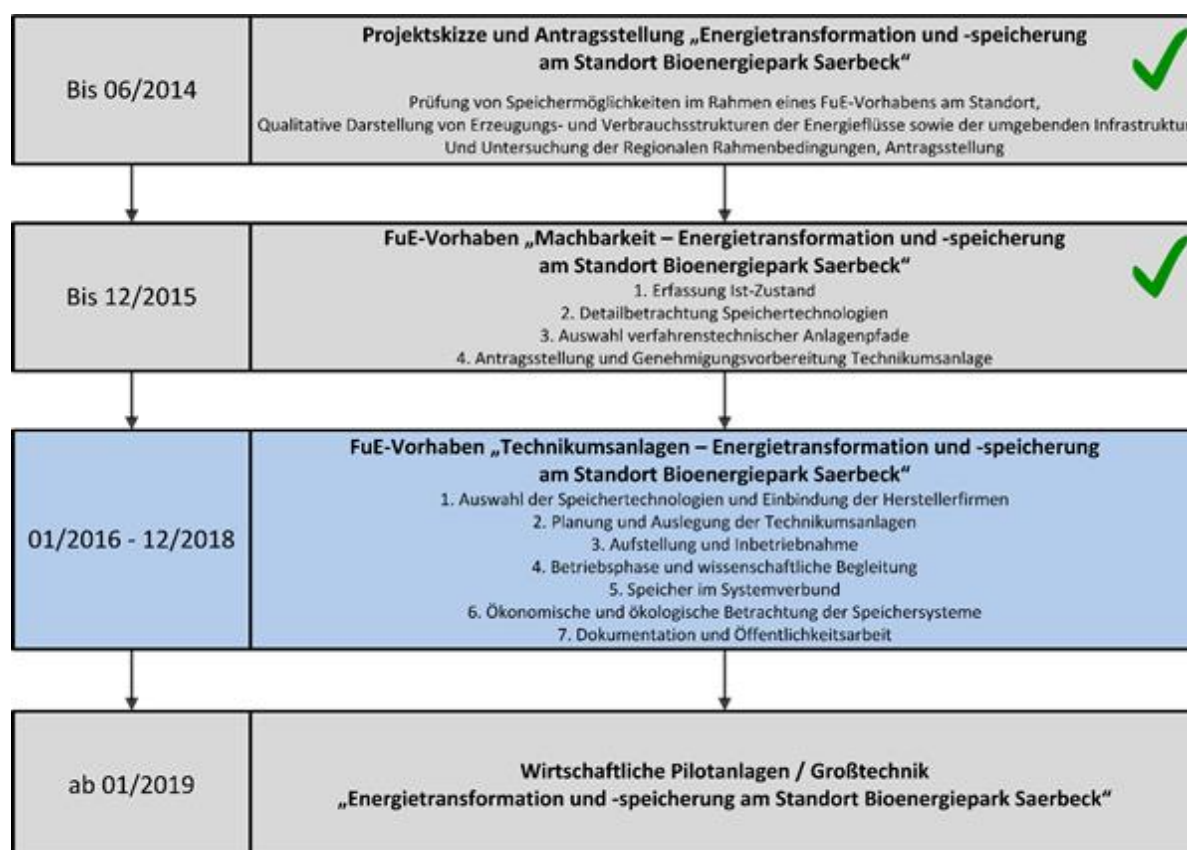 Bis 06/2014
Projektskizze und Antragsstellung „Energietransformation und -speicherung
am Standort Bioenergiepark Saerbeck“
Prüfung von Speichermöglichkeiten im Rahmen eines FuE-Vorhabens am Standort,
Qualitative Darstellung von Erzeugungs- und Verbrauchsstrukturen der Energieflüsse sowie der umgebenden Infrastruktur
Und Untersuchung der Regionalen Rahmenbedingungen, Antragsstellung
Bis 12/2015
FuE-Vorhaben „Machbarkeit – Energietransformation und -speicherung
am Standort Bioenergiepark Saerbeck“
1. Erfassung Ist-Zustand
2. Detailbetrachtung Speichertechnologien
3. Auswahl verfahrenstechnischer Anlagenpfade
4. Antragsstellung und Genehmigungsvorbereitung Technikumsanlage
01/2016 - 12/2018
FuE-Vorhaben „Technikumsanlagen – Energietransformation und -speicherung
am Standort Bioenergiepark Saerbeck“
1. Auswahl der Speichertechnologien und Einbindung der Herstellerfirmen
2. Planung und Auslegung der Technikumsanlagen
3. Aufstellung und Inbetriebnahme
4. Betriebsphase und wissenschaftliche Begleitung
5. Speicher im Systemverbund
6. Ökonomische und ökologische Betrachtung der Speichersysteme
7. Dokumentation und Öffentlichkeitsarbeit
ab 01/2019
Wirtschaftliche Pilotanlagen / Großtechnik
„Energietransformation und -speicherung am Standort Bioenergiepark Saerbeck“